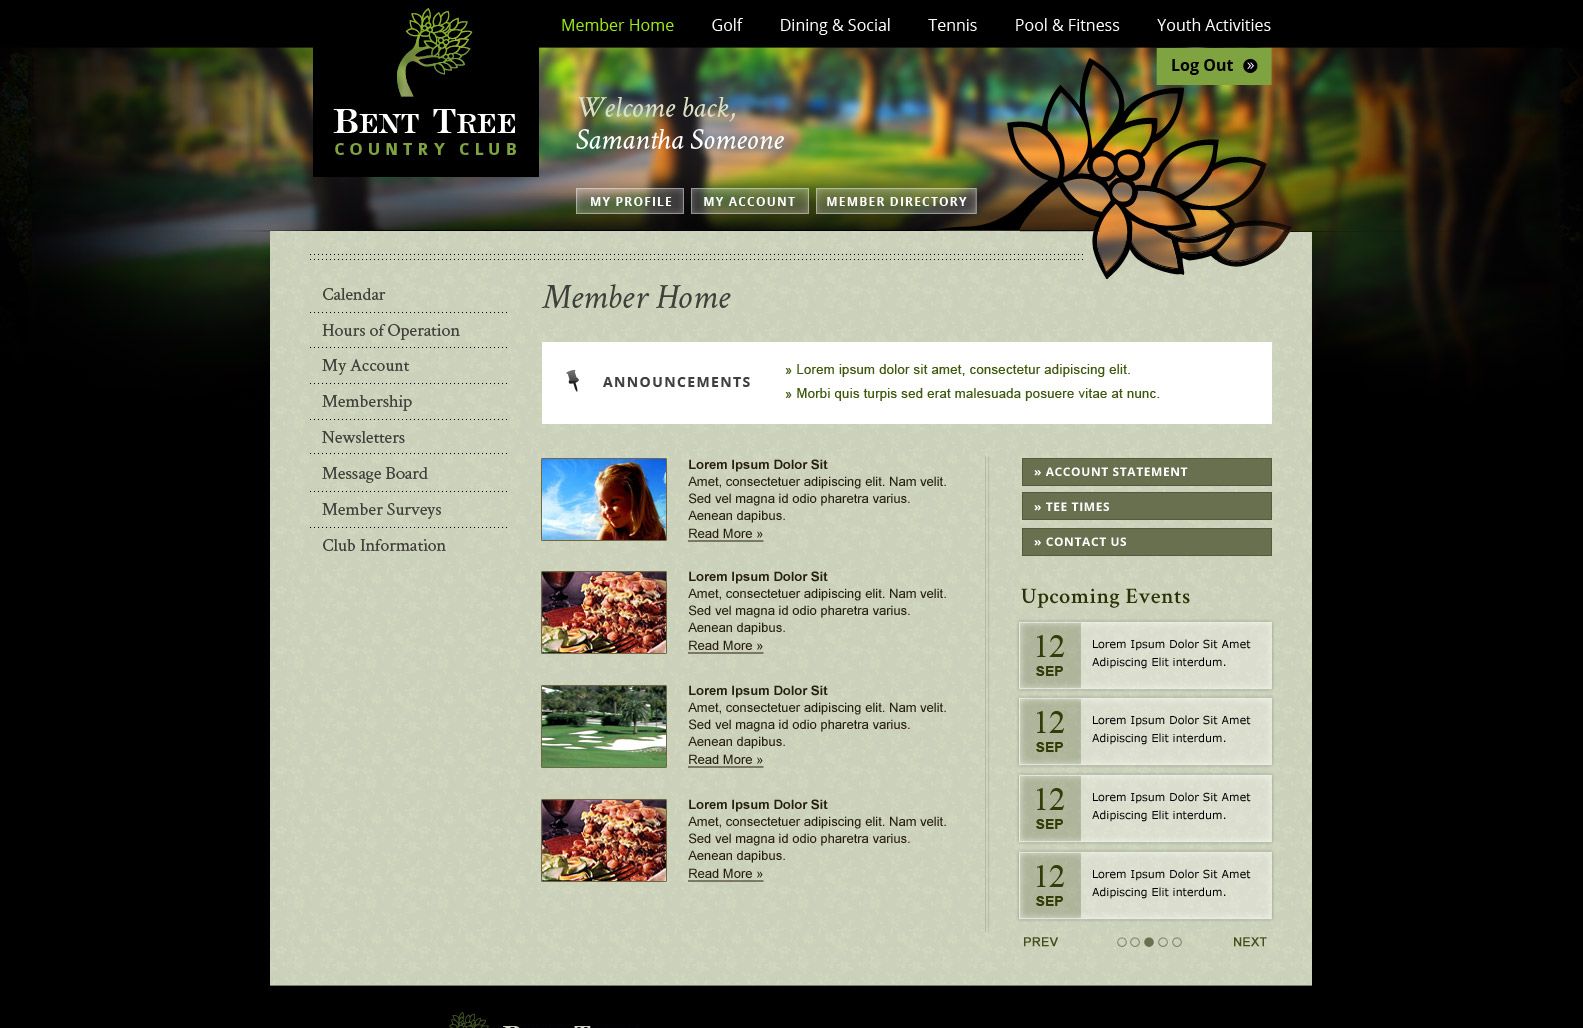 Member Home
Golf
Dining & Social
Tennis
Pool & Fitness
Youth Activities
Log Out »
BENT TREE
COUNTRY CLUB
Welcome back,
Samantha Someone
MY PROFILE
MY ACCOUNT
MEMBER DIRECTORY
Calendar
Hours of Operation
My Account
Membership
Newsletters
Message Board
Member Surveys
Club Information
Member Home
ANNOUNCEMENTS
» Lorem ipsum dolor sit amet, consectetur adipiscing elit.
» Morbi quis turpis sed erat malesuada posuere vitae at nunc.
Lorem Ipsum Dolor Sit
Amet, consectetuer adipiscing elit. Nam velit.
Sed vel magna id odio pharetra varius.
Aenean dapibus.
Read More »
Lorem Ipsum Dolor Sit
Amet, consectetuer adipiscing elit. Nam velit.
Sed vel magna id odio pharetra varius.
Aenean dapibus.
Read More »
Lorem Ipsum Dolor Sit
Amet, consectetuer adipiscing elit. Nam velit.
Sed vel magna id odio pharetra varius.
Aenean dapibus.
Read More »
Lorem Ipsum Dolor Sit
Amet, consectetuer adipiscing elit. Nam velit.
Sed vel magna id odio pharetra varius.
Aenean dapibus.
Read More »
» ACCOUNT STATEMENT
» TEE TIMES
» CONTACT US
Upcoming Events
12
SEP
Lorem Ipsum Dolor Sit Amet
Adipiscing Elit interdum.
12
SEP
Lorem Ipsum Dolor Sit Amet
Adipiscing Elit interdum.
12
SEP
Lorem Ipsum Dolor Sit Amet
Adipiscing Elit interdum.
12
SEP
Lorem Ipsum Dolor Sit Amet
Adipiscing Elit interdum.
PREV
NEXT